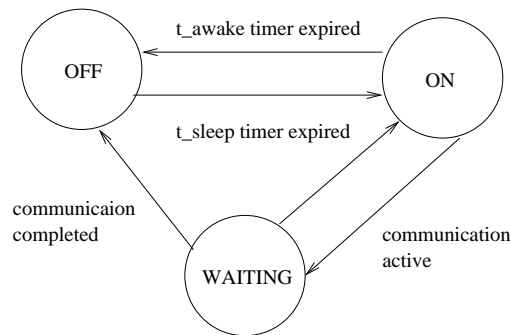 t_awake timer expired
OFF
ON
t_sleep timer expired
communicaion
completed
communication
active
WAITING